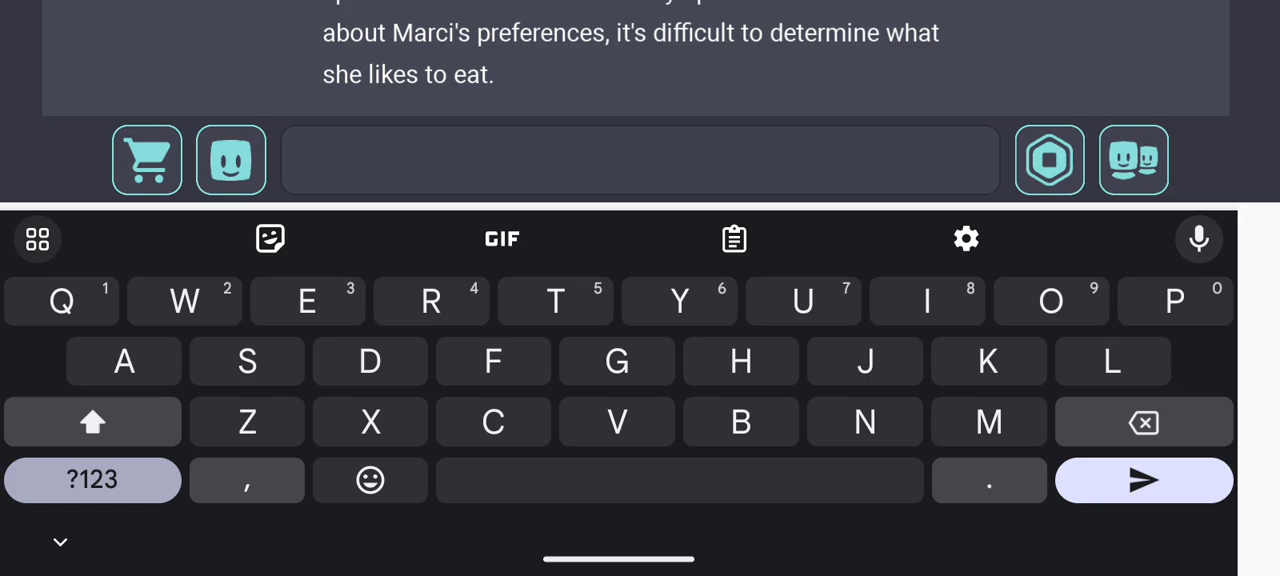 about Marci's preferences, it's difficult to determine what
she likes to eat.
GIF
Q 1 W 2 E 3 R 4 T 5 Y 6 U 7 I 8 O 9 P 0
A S D F G H J K L
Z X C V B N M
?123 , .